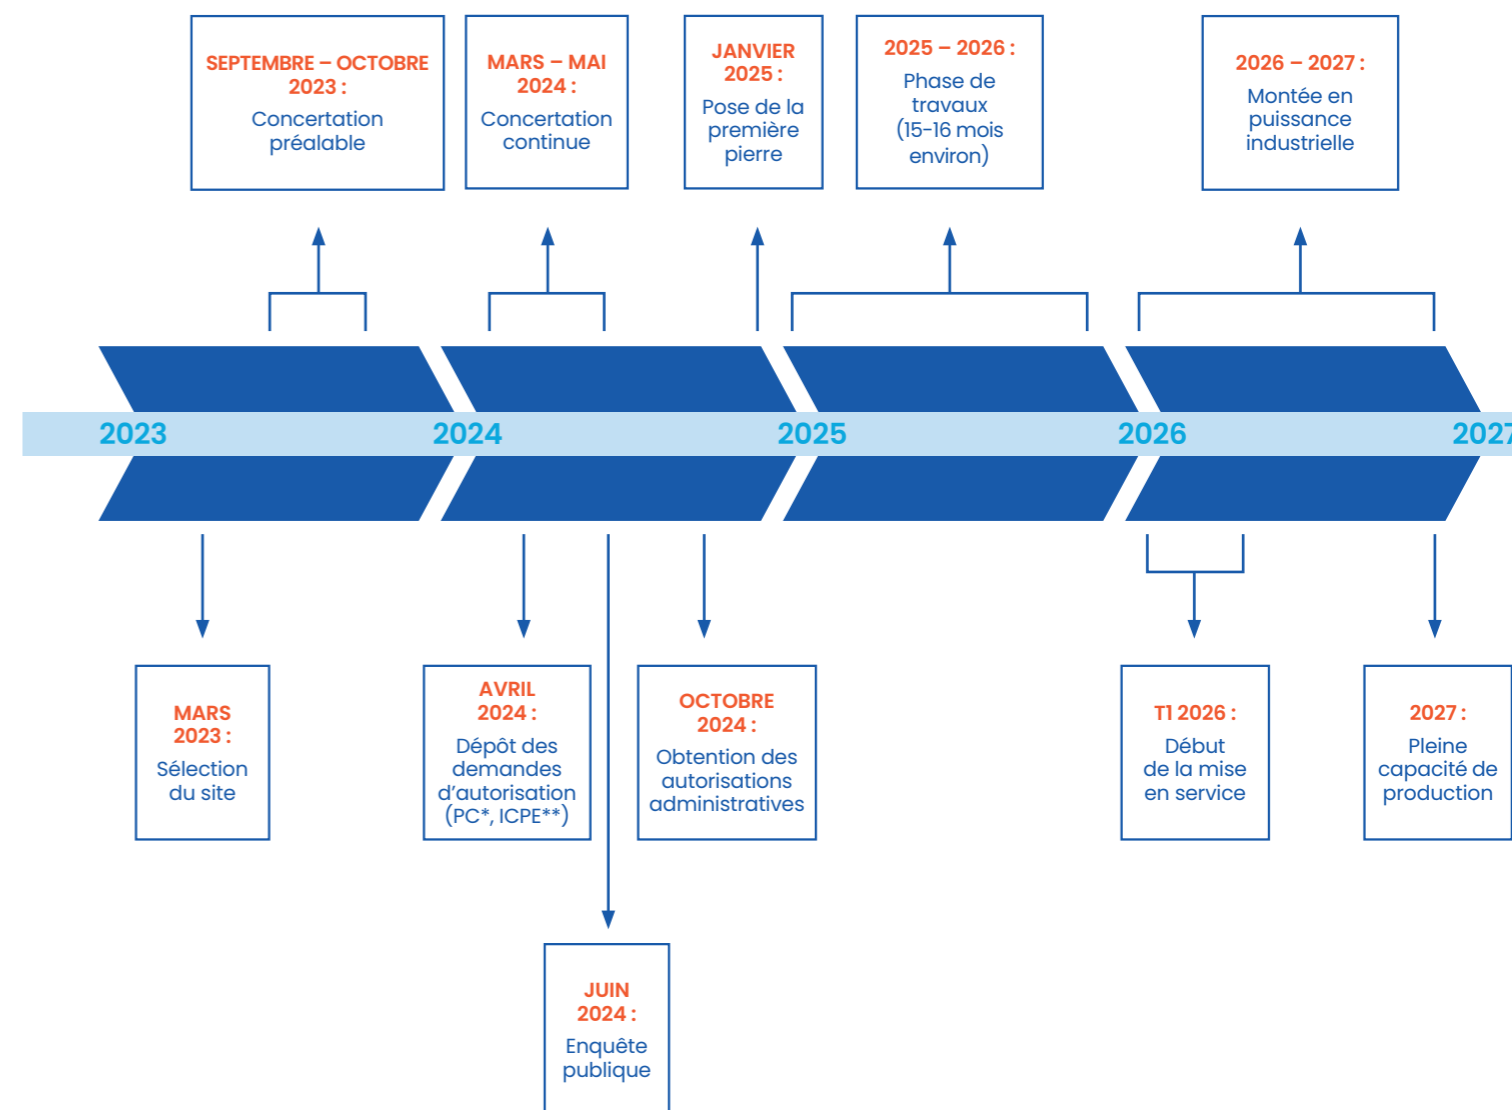 SEPTEMBRE – OCTOBRE
2023 :
Concertation
préalable
MARS – MAI
2024 :
Concertation
continue
JANVIER
2025 :
Pose de la
première
pierre
2025 – 2026 :
Phase de
travaux
(15-16 mois
environ)
2026 – 2027 :
Montée en
puissance
industrielle
2023
2024
2025
2026
2027
MARS
2023 :
Sélection
du site
AVRIL
2024 :
Dépôt des
demandes
d’autorisation
(PC*, ICPE**)
OCTOBRE
2024 :
Obtention des
autorisations
administratives
T1 2026 :
Début
de la mise
en service
2027 :
Pleine
capacité de
production
JUIN
2024 :
Enquête
publique